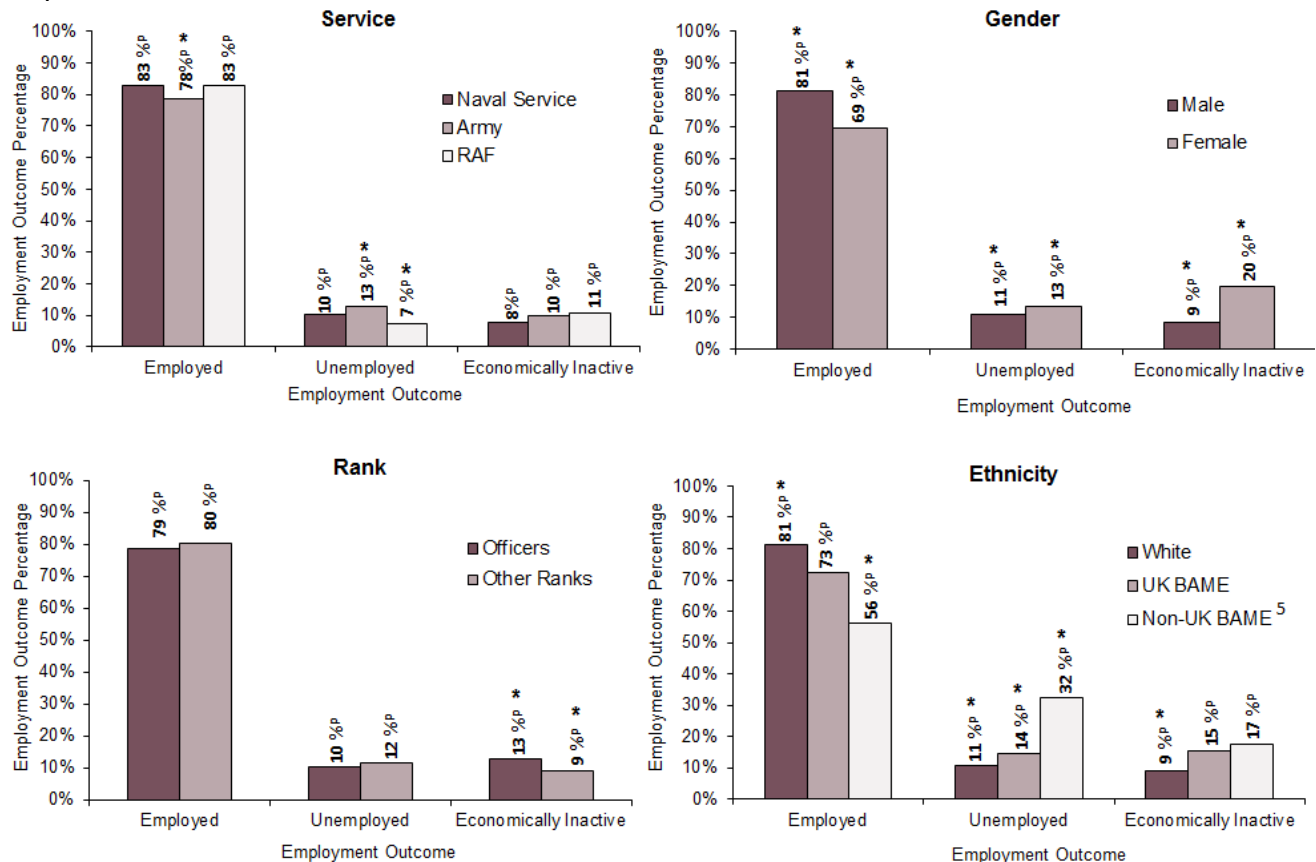 Service
Employment Outcome Percentage
100%
90%
80%
70%
60%
50%
40%
30%
20%
10%
0%
83 %ᵖ
78%ᵖ *
83 %ᵖ
10 %ᵖ
13 %ᵖ *
7 %ᵖ *
8%ᵖ
10 %ᵖ
11 %ᵖ
Naval Service
Army
RAF
Employed Unemployed Economically Inactive
Employment Outcome
Gender
Employment Outcome Percentage
100%
90%
80%
70%
60%
50%
40%
30%
20%
10%
0%
81 %ᵖ *
69 %ᵖ *
11 %ᵖ *
13 %ᵖ *
9 %ᵖ *
20 %ᵖ *
Male
Female
Employed Unemployed Economically Inactive
Employment Outcome
Rank
Employment Outcome Percentage
100%
90%
80%
70%
60%
50%
40%
30%
20%
10%
0%
79 %ᵖ
80 %ᵖ
10 %ᵖ
12 %ᵖ
13 %ᵖ *
9 %ᵖ *
Officers
Other Ranks
Employed Unemployed Economically Inactive
Employment Outcome
Ethnicity
Employment Outcome Percentage
100%
90%
80%
70%
60%
50%
40%
30%
20%
10%
0%
81 %ᵖ *
73 %ᵖ
56 %ᵖ *
11 %ᵖ *
14 %ᵖ *
32 %ᵖ *
9 %ᵖ *
15 %ᵖ
17 %ᵖ
White
UK BAME
Non-UK BAME ⁵
Employed Unemployed Economically Inactive
Employment Outcome